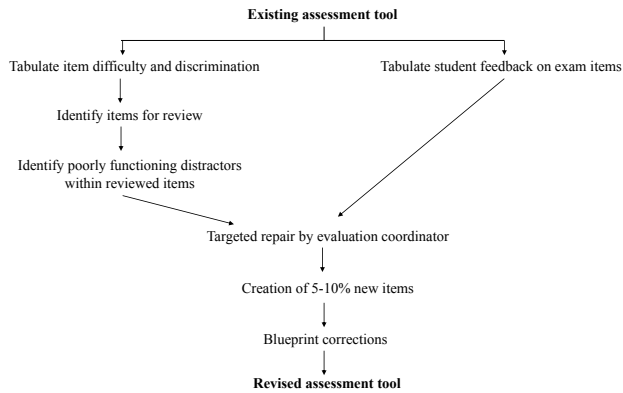 Existing assessment tool
Tabulate item difficulty and discrimination
Tabulate student feedback on exam items
Identify items for review
Identify poorly functioning distractors
within reviewed items
Targeted repair by evaluation coordinator
Creation of 5-10% new items
Blueprint corrections
Revised assessment tool